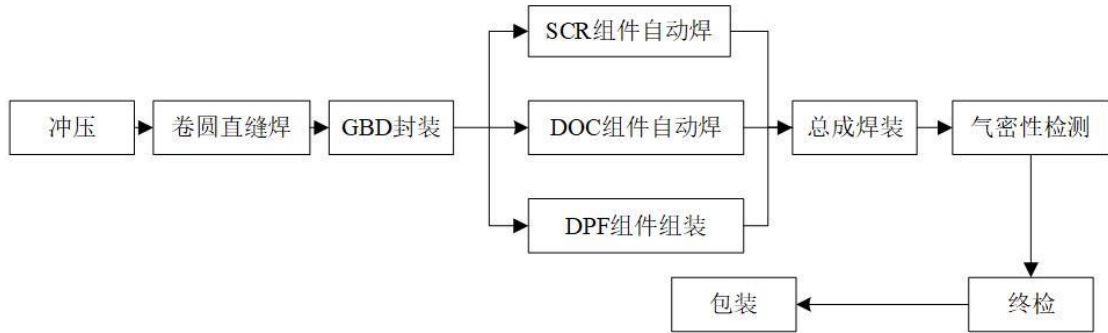 冲压
卷圆直缝焊
GBD封装
SCR组件自动焊
DOC组件自动焊
DPF组件组装
总成焊装
气密性检测
终检
包装